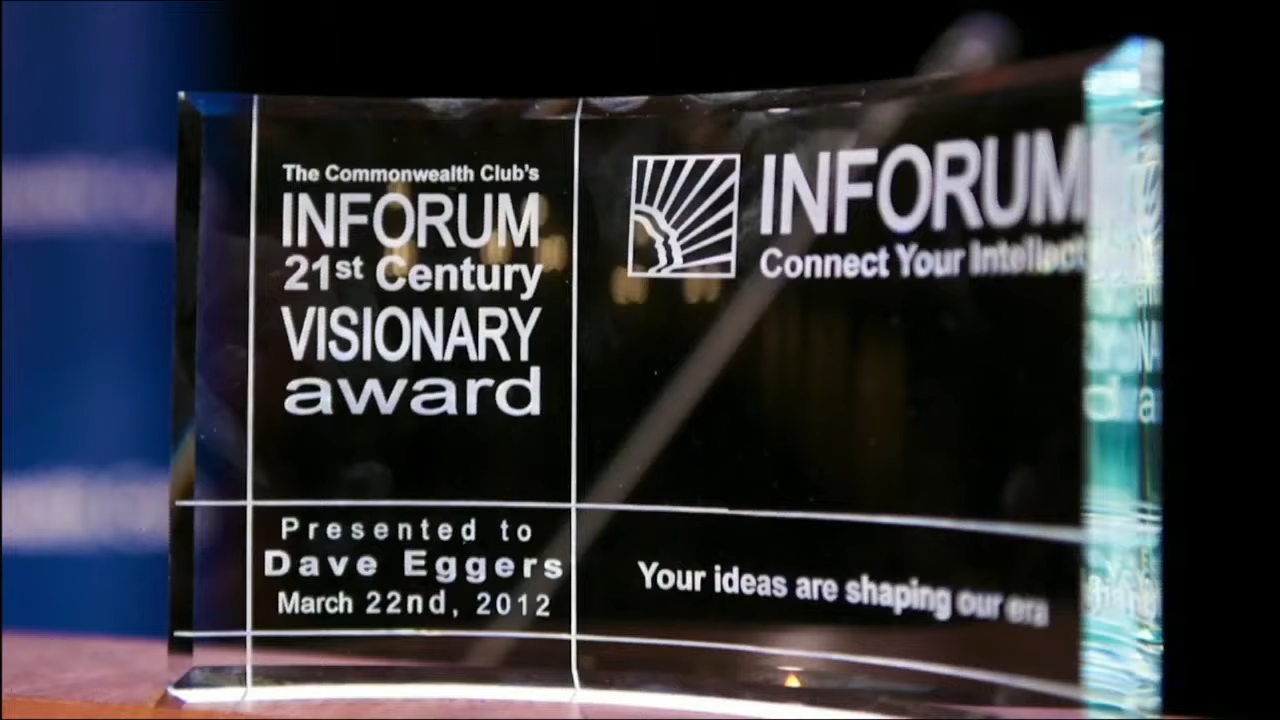 The Commonwealth Club's
INFORUM
21st Century
VISIONARY
award
Presented to
Dave Eggers
March 22nd, 2012
INFORUM
Connect Your Intellect
Your ideas are shaping our era